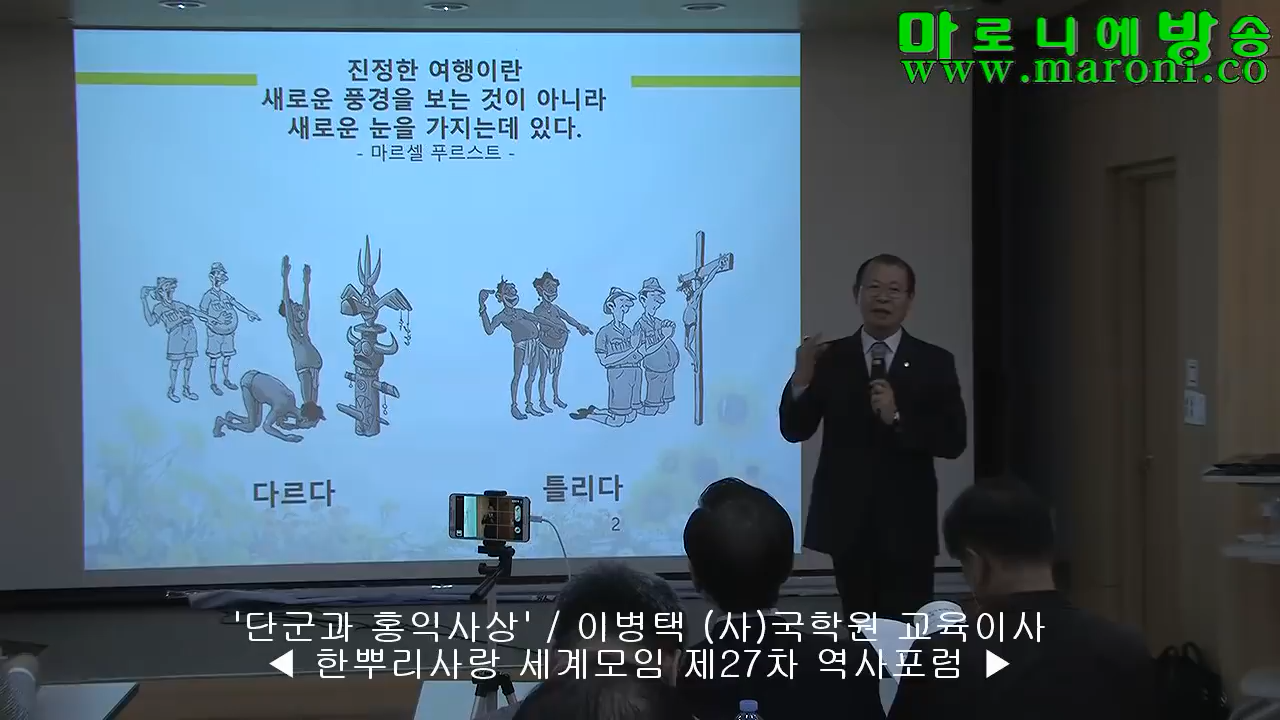 마로니에방송
www.maroni.co
진정한 여행이란
새로운 풍경을 보는 것이 아니라
새로운 눈을 가지는데 있다.
- 마르셀 푸르스트 -
다르다
틀리다
2
'단군과 홍익사상' / 이병택 (사)국학원 교육이사
◀ 한뿌리사랑 세계모임 제27차 역사포럼 ▶